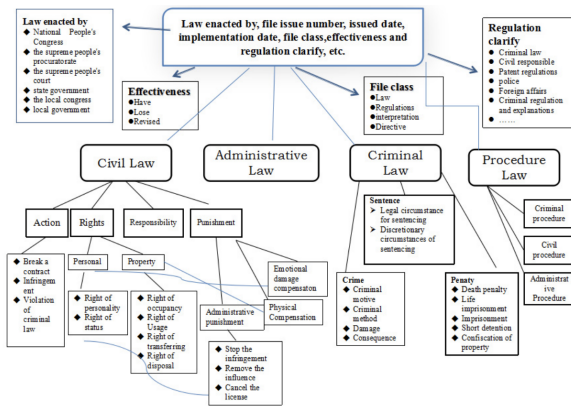 Law enacted by
◆ National People's
Congress
◆ the supreme people's
procuratorate
◆ the supreme people's
court
◆ state government
◆ the local congress
◆ local government
Law enacted by, file issue number, issued date,
implementation date, file class,effectiveness and
regulation clarify, etc.
Regulation
clarify
● Criminal law
● Civil responsible
● Patent regulations
● police
● Foreign affairs
● Criminal regulation
and explanations
● ……
Effectiveness
●Have
●Lose
●Revised
File class
●Law
●Regulations
●interpretation
●Directive
Civil Law
Administrative
Law
Criminal
Law
Procedure
Law
Action
Rights
Responsibility
Punishment
Sentence
➢ Legal circumstance
for sentencing
➢ Discretionary
circumstances of
sentencing
Criminal
procedure
Civil
procedure
Administrat
ive
Procedure
◆ Break a
contract
◆ Infringem
ent
◆ Violation
of
criminal
law
Personal
Property
Emotional
damage
compensaton
◆ Right of
personality
◆ Right of
status
◆ Right of
occupancy
◆ Right of
Usage
◆ Right of
transferring
◆ Right of
disposal
Administrative
punishment
Physical
Compensation
◆ Stop the
infringement
◆ Remove the
influence
◆ Cancel the
license
Crime
◆ Criminal
motive
◆ Criminal
method
◆ Damage
◆ Consequence
Penaty
◆ Death penalty
◆ Life
imprisonment
◆ Imprisonment
◆ Short detention
◆ Confiscation of
property